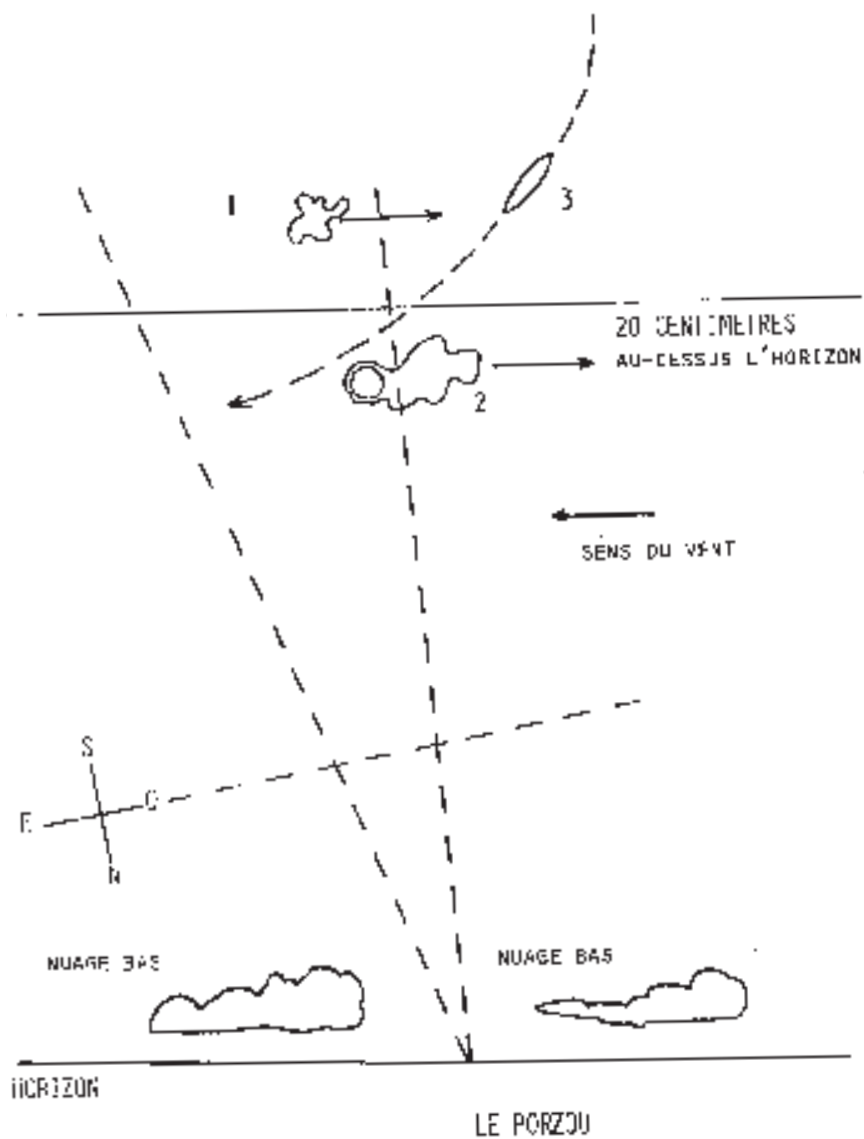 1
3
20 CENTIMETRES
AU-DESSUS L'HORIZON
2
SENS DU VENT
S
E
O
N
NUAGE BAS
NUAGE BAS
HORIZON
LE PORZOU